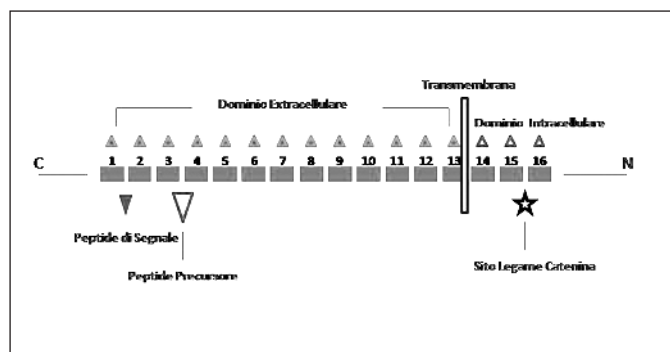 Transmembrana
Dominio Extracellulare
Dominio Intracellulare
1 2 3 4 5 6 7 8 9 10 11 12 13 14 15 16
C N
Peptide di Segnale
Sito Legame Catenina
Peptide Precursore